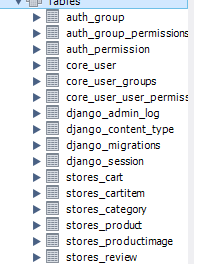 Tables
auth_group
auth_group_permissions
auth_permission
core_user
core_user_groups
core_user_user_permiss
django_admin_log
django_content_type
django_migrations
django_session
stores_cart
stores_cartitem
stores_category
stores_product
stores_productimage
stores_review